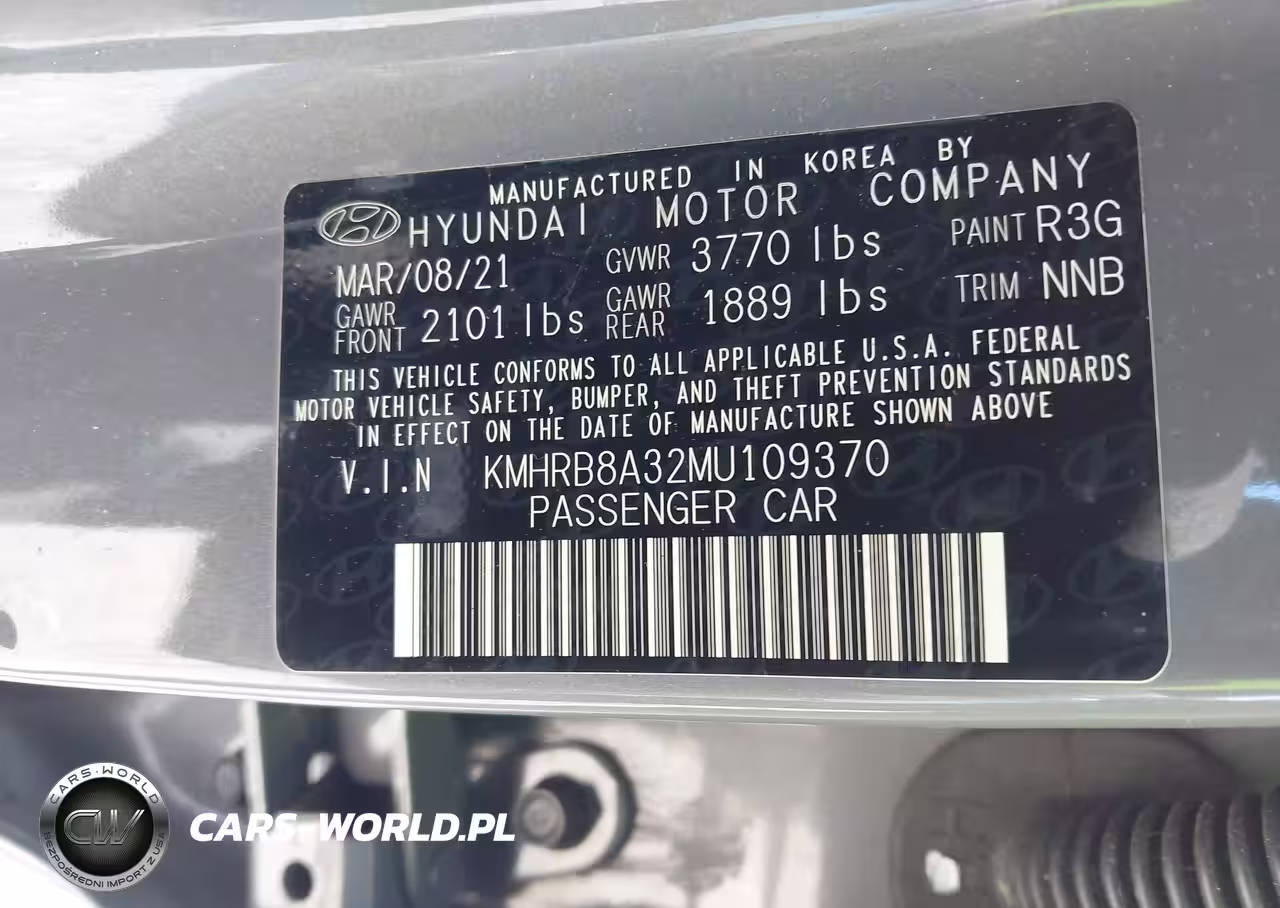 MANUFACTURED IN KOREA BY
HYUNDAI MOTOR COMPANY
MAR/08/21 GVWR 3770 lbs PAINT R3G
GAWR FRONT 2101 lbs GAWR REAR 1889 lbs TRIM NNB
THIS VEHICLE CONFORMS TO ALL APPLICABLE U.S.A. FEDERAL
MOTOR VEHICLE SAFETY, BUMPER, AND THEFT PREVENTION STANDARDS
IN EFFECT ON THE DATE OF MANUFACTURE SHOWN ABOVE
V.I.N KMHRB8A32MU109370
PASSENGER CAR
CARS-WORLD
CW
BEZPOŚREDNI IMPORT Z USA
CARS-WORLD.PL